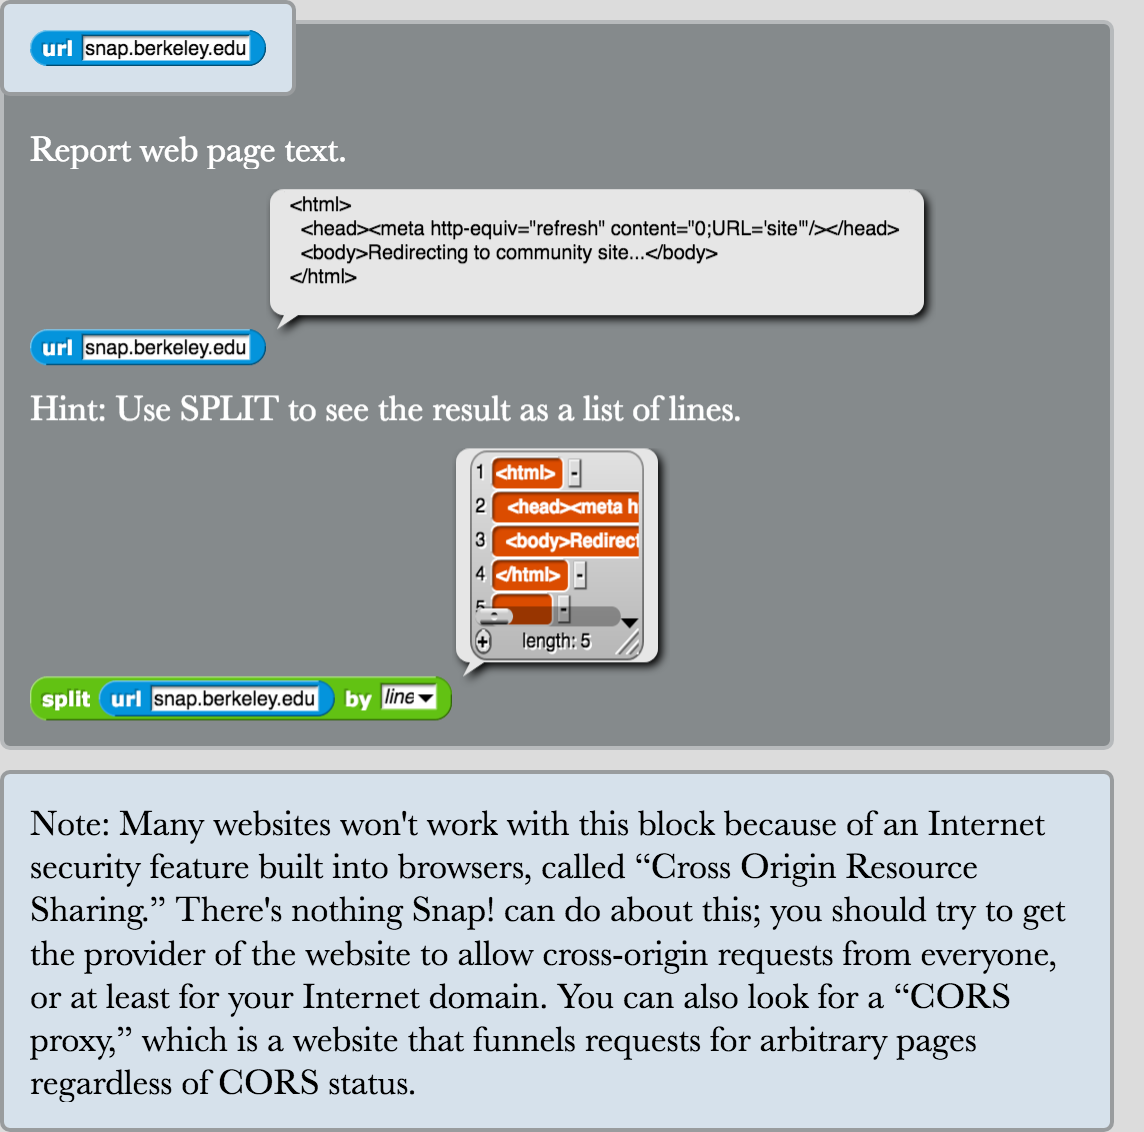 url snap.berkeley.edu
Report web page text.
<html>
<head><meta http-equiv="refresh" content="0;URL='site'"/></head>
<body>Redirecting to community site...</body>
</html>
url snap.berkeley.edu
Hint: Use SPLIT to see the result as a list of lines.
1 <html> -
2 <head><meta h
3 <body>Redirect
4 </html> -
5 -
+ length: 5
split url snap.berkeley.edu by line
Note: Many websites won't work with this block because of an Internet
security feature built into browsers, called “Cross Origin Resource
Sharing.” There's nothing Snap! can do about this; you should try to get
the provider of the website to allow cross-origin requests from everyone,
or at least for your Internet domain. You can also look for a “CORS
proxy,” which is a website that funnels requests for arbitrary pages
regardless of CORS status.